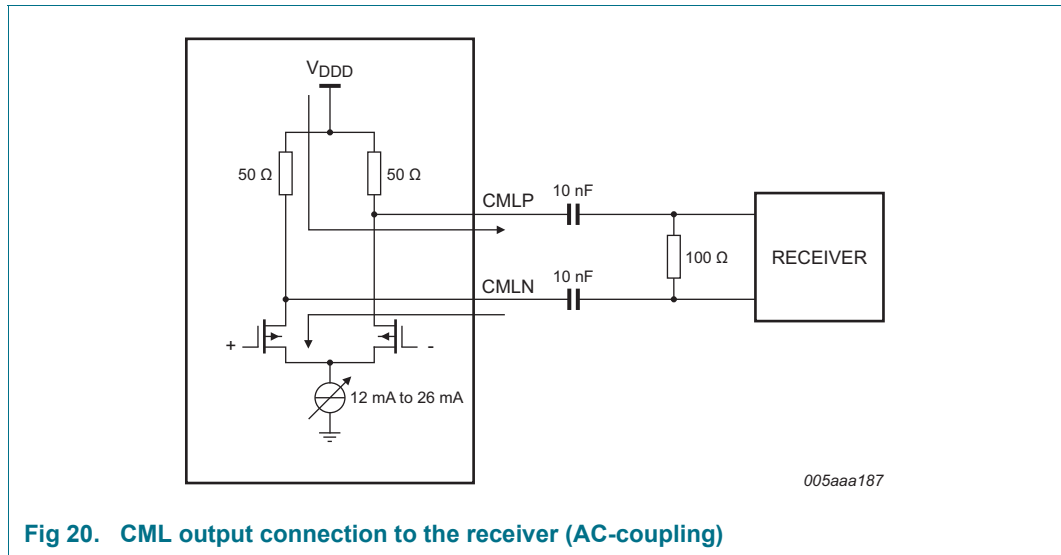 VDDD
50 Ω
50 Ω
CMLP
10 nF
100 Ω
RECEIVER
CMLN
10 nF
+
-
12 mA to 26 mA
005aaa187
Fig 20. CML output connection to the receiver (AC-coupling)